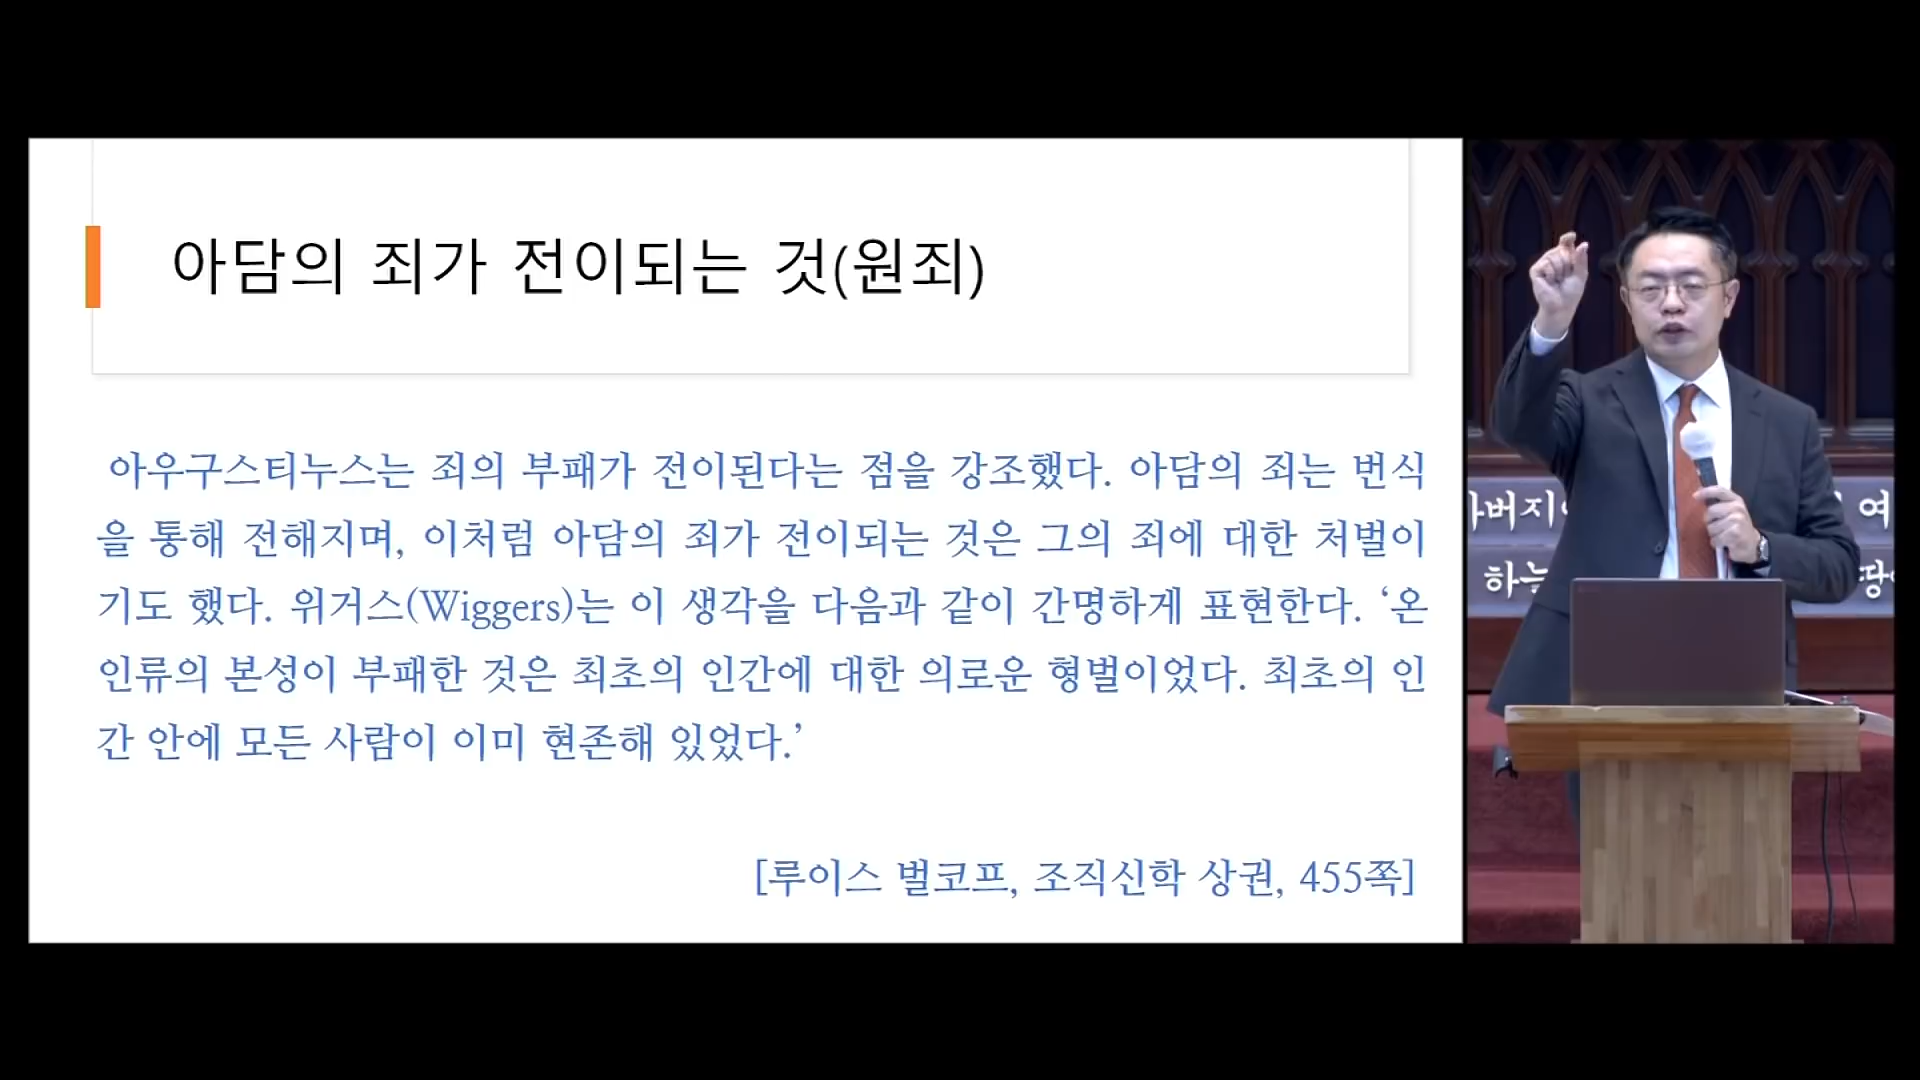 아담의 죄가 전이되는 것(원죄)
아우구스티누스는 죄의 부패가 전이된다는 점을 강조했다. 아담의 죄는 번식
을 통해 전해지며, 이처럼 아담의 죄가 전이되는 것은 그의 죄에 대한 처벌이
기도 했다. 위거스(Wiggers)는 이 생각을 다음과 같이 간명하게 표현한다. ‘온
인류의 본성이 부패한 것은 최초의 인간에 대한 의로운 형벌이었다. 최초의 인
간 안에 모든 사람이 이미 현존해 있었다.’
[루이스 벌코프, 조직신학 상권, 455쪽]
여